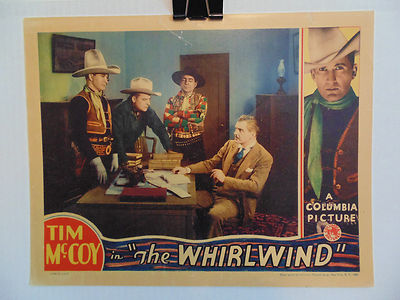 TIM
McCOY
in "The WHIRLWIND"
A
COLUMBIA
PICTURE